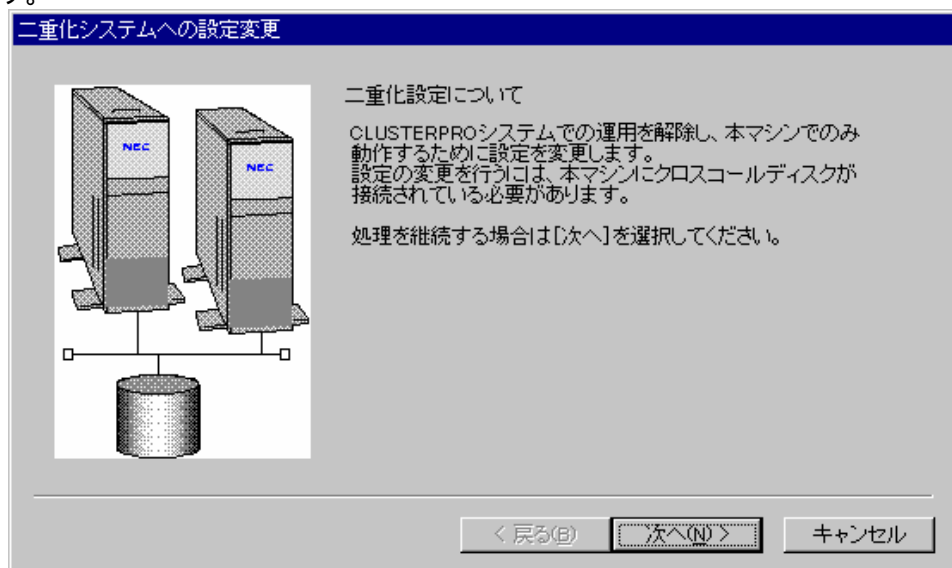 す。
二重化システムへの設定変更
NEC
NEC
二重化設定について
CLUSTERPROシステムでの運用を解除し、本マシンでのみ
動作するために設定を変更します。
設定の変更を行うには、本マシンにクロスコールディスクが
接続されている必要があります。
処理を継続する場合は[次へ]を選択してください。
< 戻る(B)
次へ(N) >
キャンセル